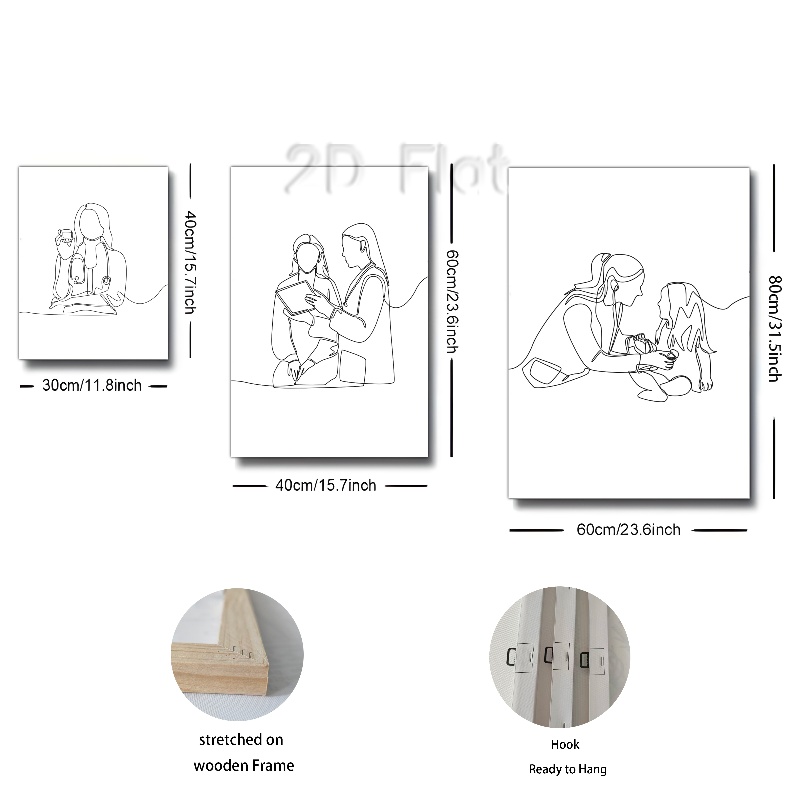 2D Flat
40cm/15.7inch
30cm/11.8inch
60cm/23.6inch
40cm/15.7inch
80cm/31.5inch
60cm/23.6inch
stretched on
wooden Frame
Hook
Ready to Hang